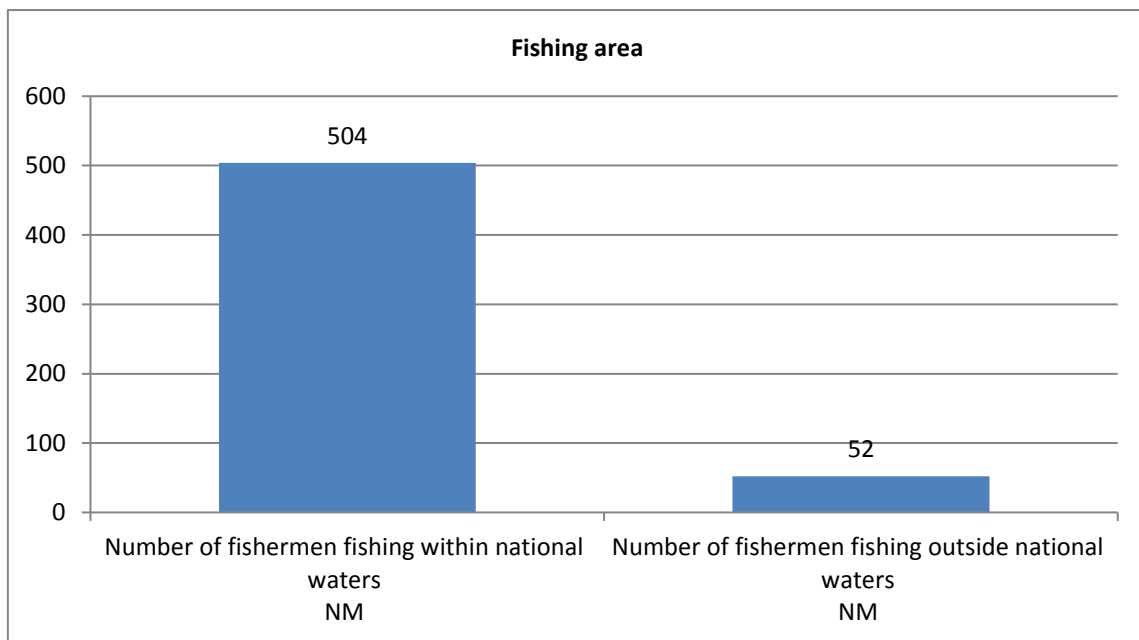 Fishing area
600
504
500
400
300
200
100
52
0
Number of fishermen fishing within national
waters
NM
Number of fishermen fishing outside national
waters
NM